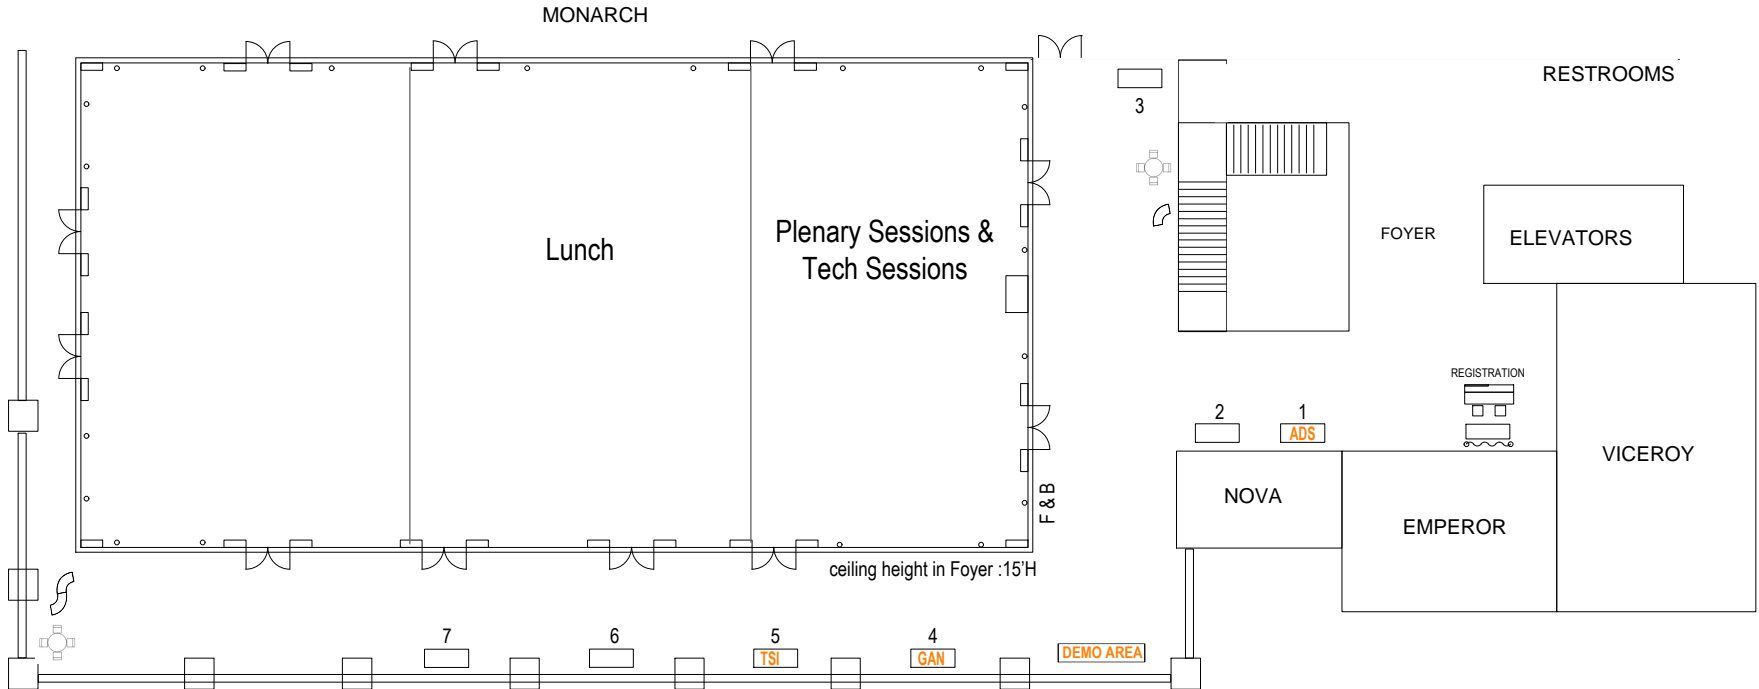 MONARCH
RESTROOMS
3
Plenary Sessions &
Tech Sessions
Lunch
FOYER
ELEVATORS
REGISTRATION
2
1
ADS
VICEROY
NOVA
F & B
EMPEROR
ceiling height in Foyer :15'H
7
6
5
4
TSI
GAN
DEMO AREA